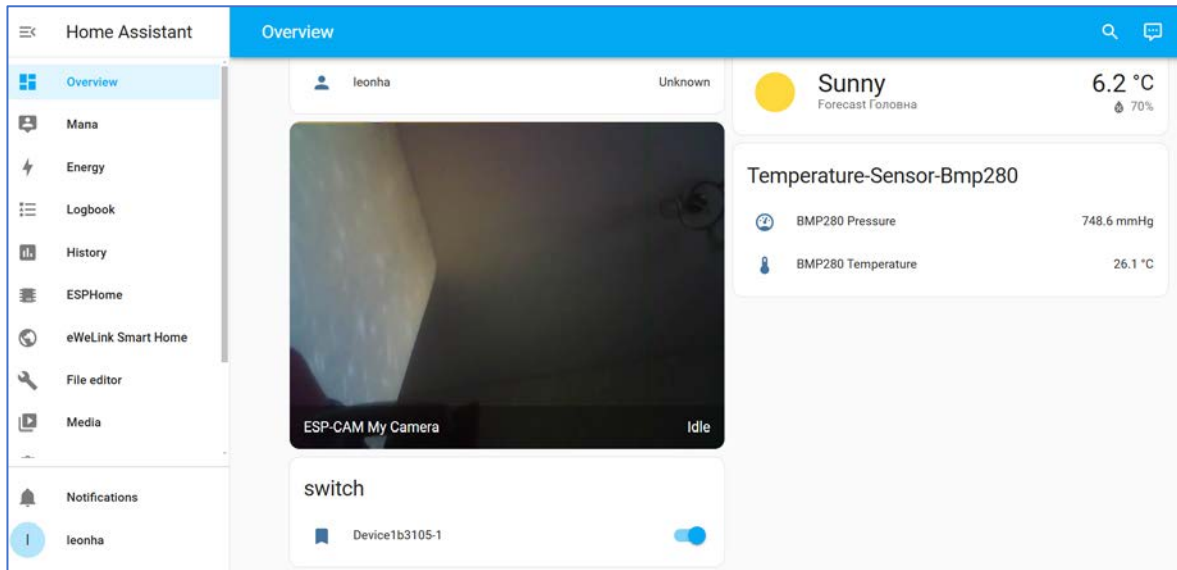 Home Assistant
Overview
Overview
Mana
Energy
Logbook
History
ESPHome
eWeLink Smart Home
File editor
Media
Notifications
l
leonha
leonha Unknown
ESP-CAM My Camera Idle
switch
Device1b3105-1
Sunny 6.2 °C
Forecast Головна 70%
Temperature-Sensor-Bmp280
BMP280 Pressure 748.6 mmHg
BMP280 Temperature 26.1 °C